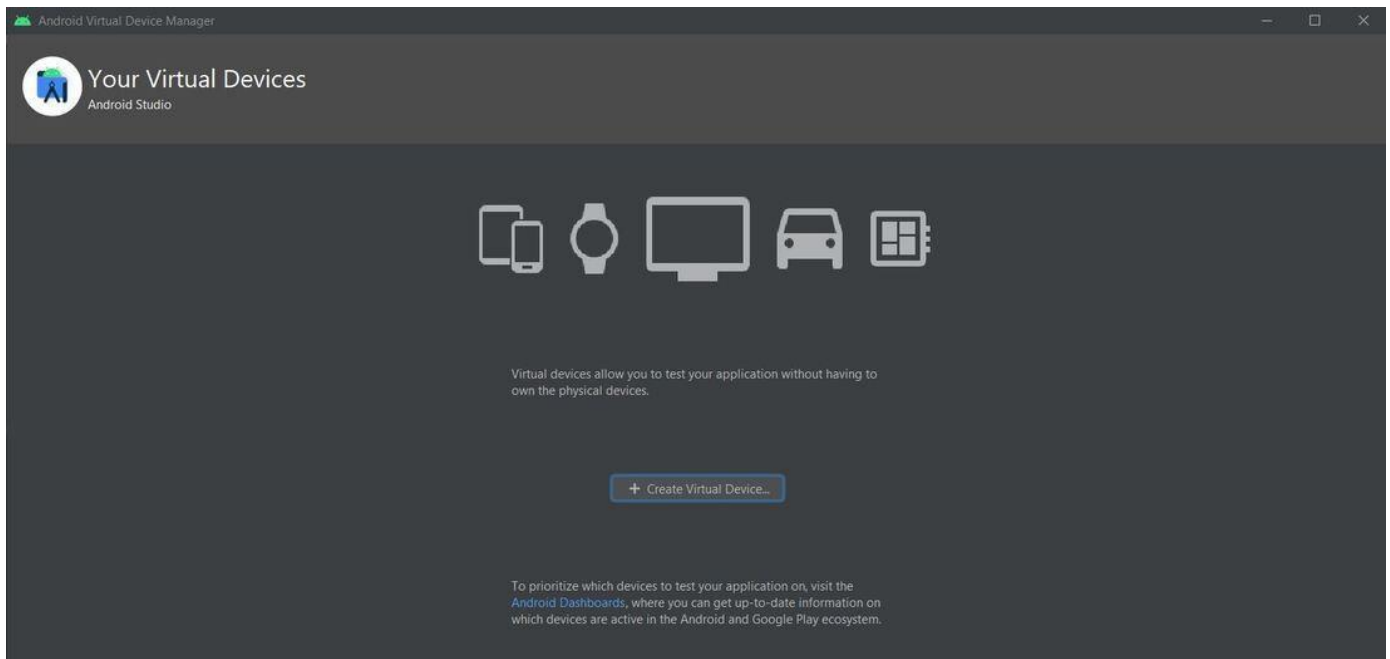 Android Virtual Device Manager
Your Virtual Devices
Android Studio
Virtual devices allow you to test your application without having to
own the physical devices.
+ Create Virtual Device...
To prioritize which devices to test your application on, visit the
Android Dashboards, where you can get up-to-date information on
which devices are active in the Android and Google Play ecosystem.